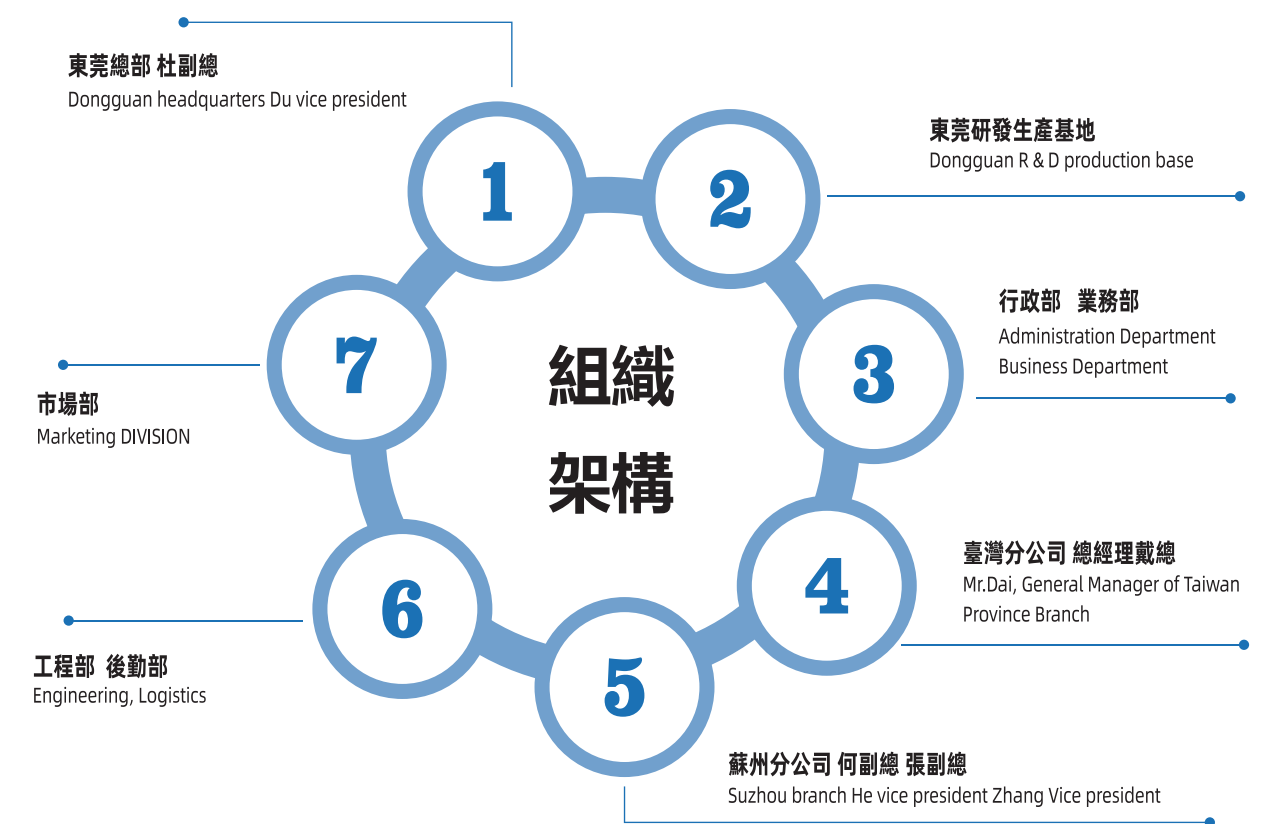 東莞總部 杜副總
Dongguan headquarters Du vice president
1
2
東莞研發生產基地
Dongguan R & D production base
行政部 業務部
Administration Department
Business Department
3
7
組織
架構
市場部
Marketing DIVISION
4
臺灣分公司 總經理戴總
Mr.Dai, General Manager of Taiwan
Province Branch
6
工程部 後勤部
Engineering, Logistics
5
蘇州分公司 何副總 張副總
Suzhou branch He vice president Zhang Vice president